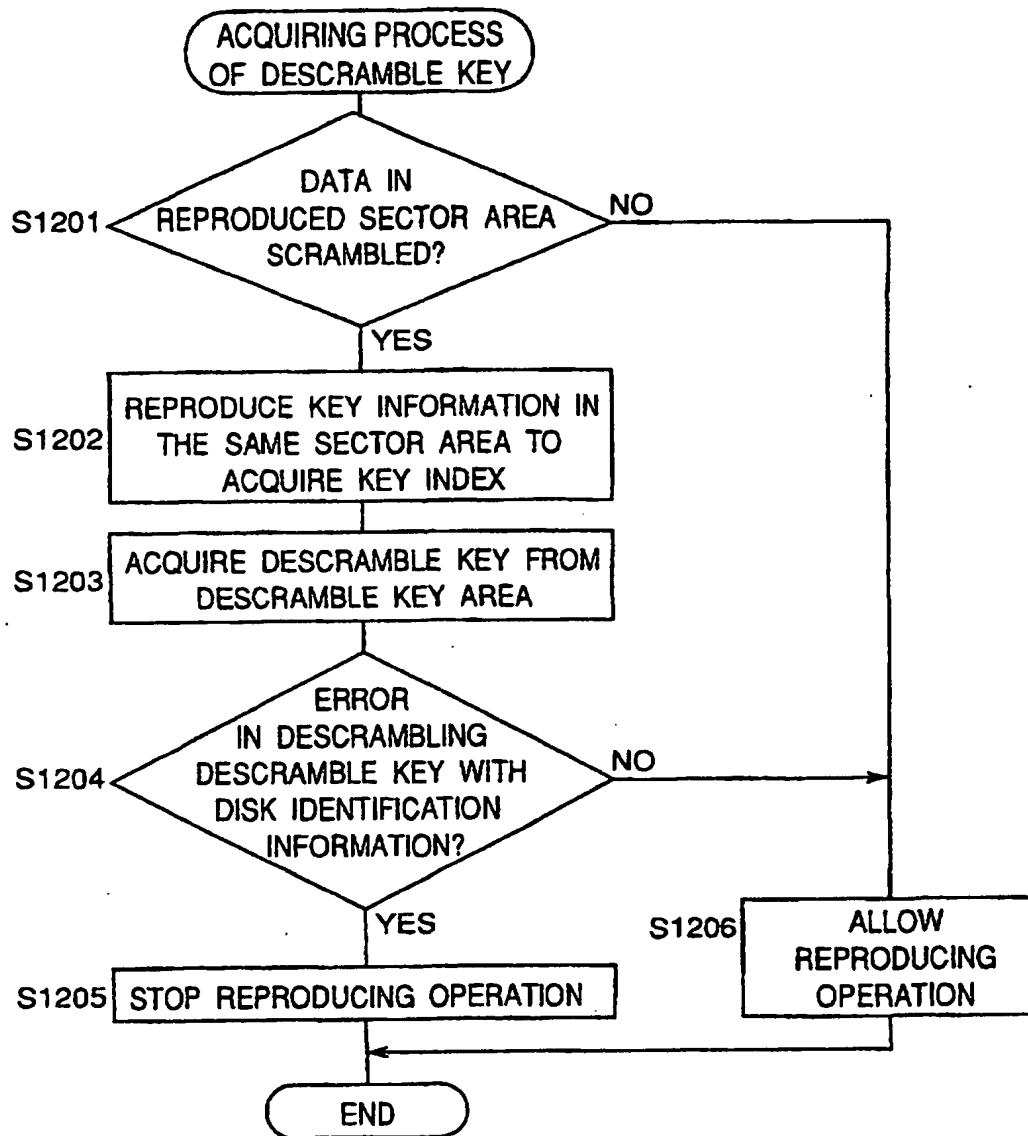 ACQUIRING PROCESS
OF DESCRAMBLE KEY
DATA IN
REPRODUCED SECTOR AREA
SCRAMBLED?
S1201
NO
YES
REPRODUCE KEY INFORMATION IN
THE SAME SECTOR AREA TO
ACQUIRE KEY INDEX
S1202
ACQUIRE DESCRAMBLE KEY FROM
DESCRAMBLE KEY AREA
S1203
ERROR
IN DESCRAMBLING
DESCRAMBLE KEY WITH
DISK IDENTIFICATION
INFORMATION?
S1204
NO
YES
S1205
STOP REPRODUCING OPERATION
S1206
ALLOW
REPRODUCING
OPERATION
END